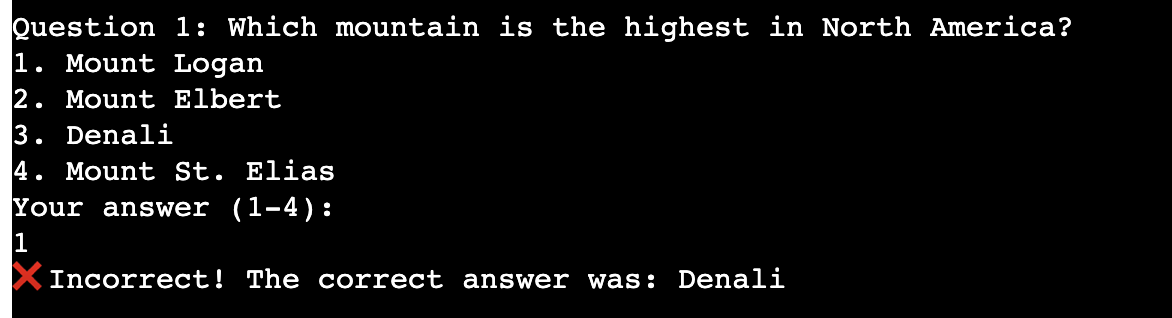 Question 1: Which mountain is the highest in North America?
1. Mount Logan
2. Mount Elbert
3. Denali
4. Mount St. Elias
Your answer (1-4):
1
❌ Incorrect! The correct answer was: Denali